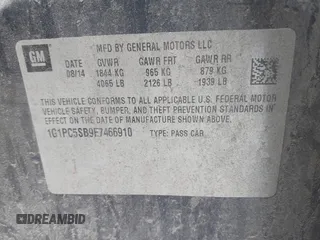 GM
MFD BY GENERAL MOTORS LLC
DATE GVWR GAWR FRT GAWR RR
08/14 1844 KG 965 KG 879 KG
4065 LB 2126 LB 1939 LB
THIS VEHICLE CONFORMS TO ALL APPLICABLE U.S. FEDERAL MOTOR
VEHICLE SAFETY, BUMPER, AND THEFT PREVENTION STANDARDS IN
EFFECT ON THE DATE OF MANUFACTURE SHOWN ABOVE.
1G1PC5SB9F7466910 TYPE: PASS CAR
DREAMBID